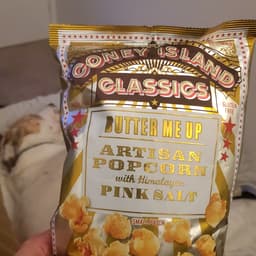 CONEY ISLAND
CLASSICS
BUTTER ME UP
ARTISAN
POPCORN
with Himalayan
PINK SALT